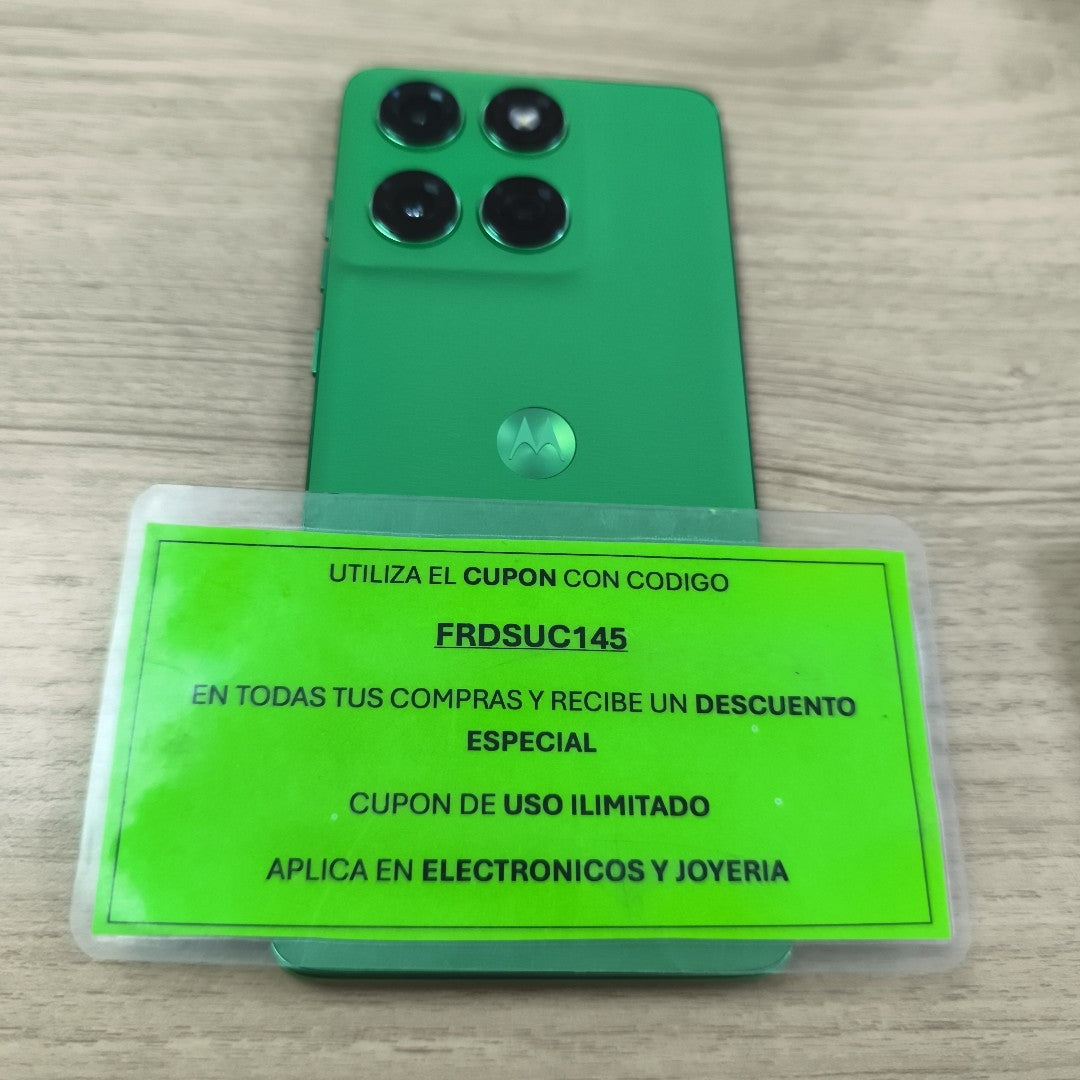 UTILIZA EL CUPON CON CODIGO
FRDSUC145
EN TODAS TUS COMPRAS Y RECIBE UN DESCUENTO
ESPECIAL
CUPON DE USO ILIMITADO
APLICA EN ELECTRONICOS Y JOYERIA